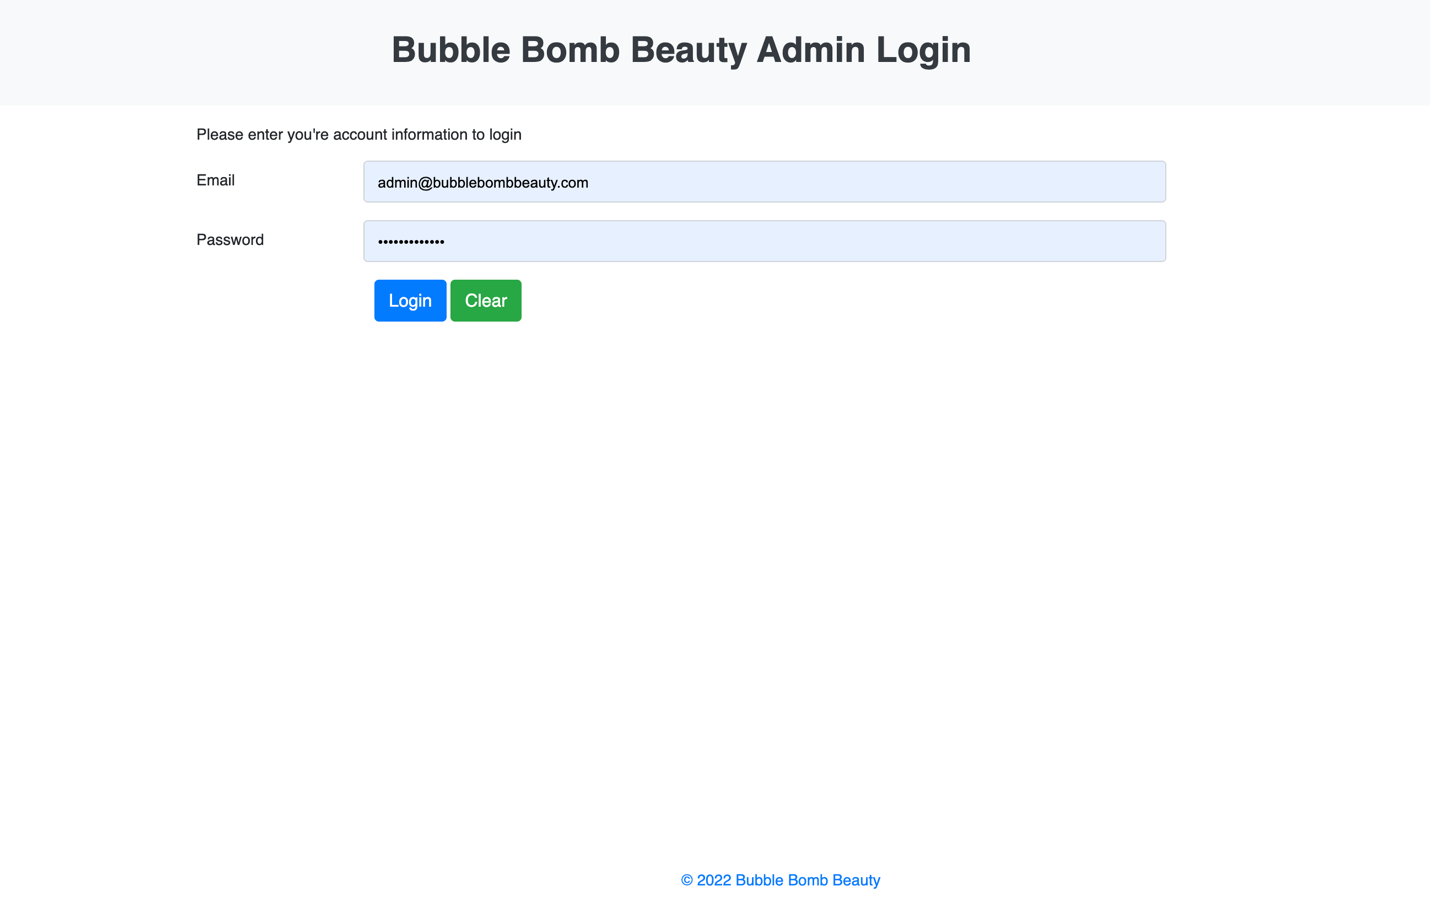 Bubble Bomb Beauty Admin Login
Please enter you're account information to login
Email
admin@bubblebombbeauty.com
Password
•••••••••••••
Login Clear
© 2022 Bubble Bomb Beauty